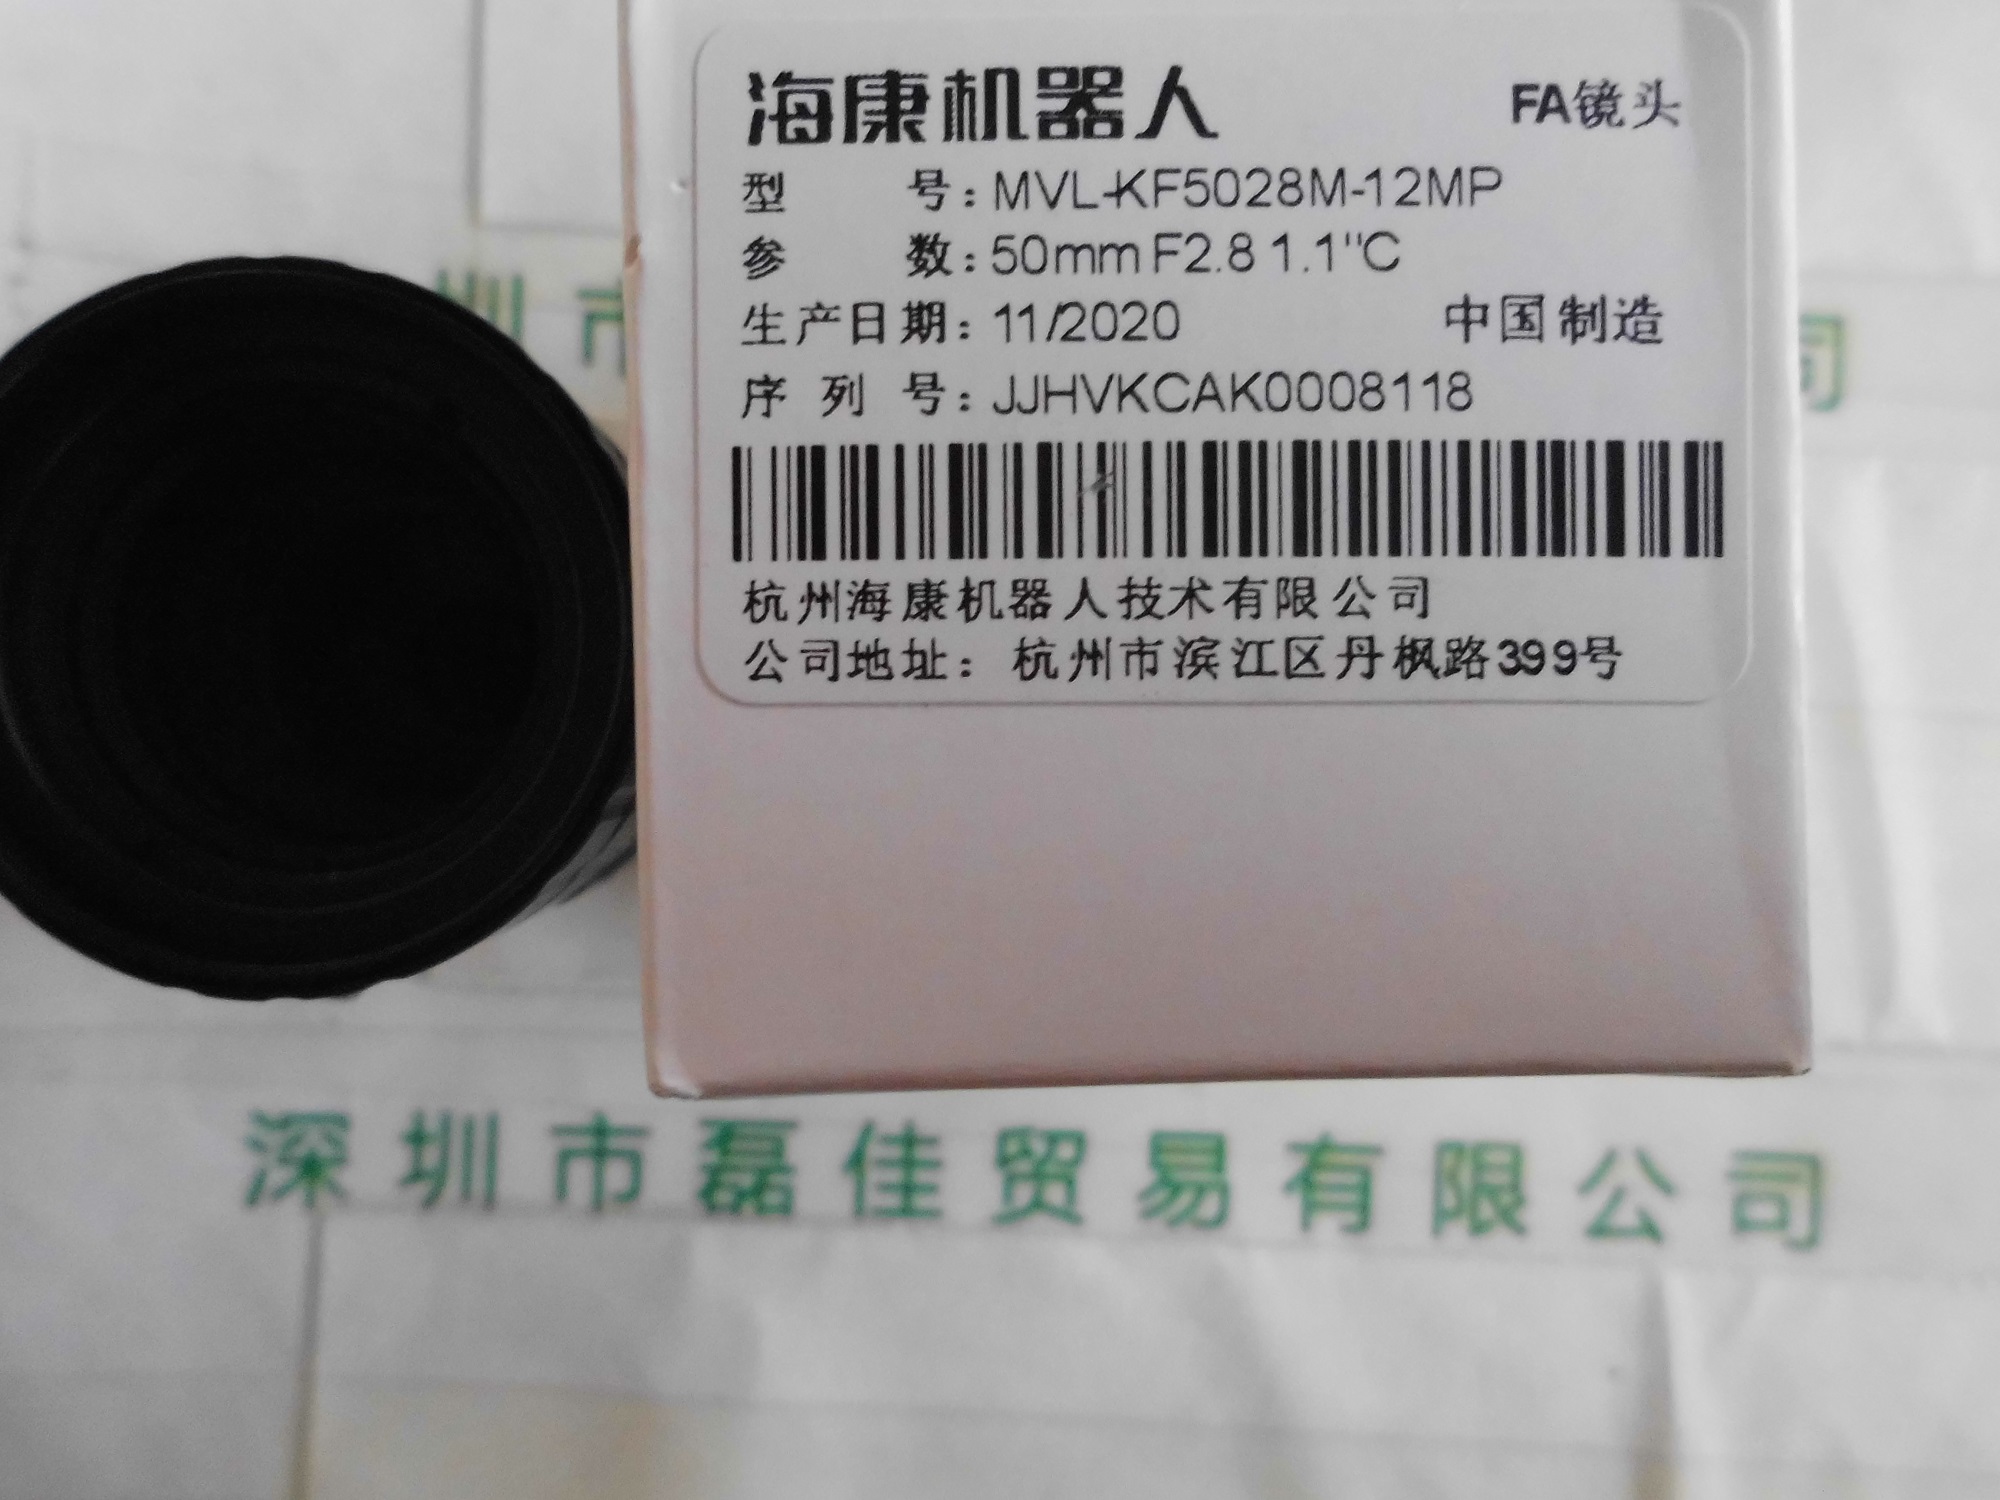 海康机器人 FA镜头
型 号: MVL-KF5028M-12MP
参 数: 50mm F2.8 1.1"C
生产日期: 11/2020 中国制造
序 列 号: JJHVKCAK0008118
杭州海康机器人技术有限公司
公司地址: 杭州市滨江区丹枫路399号
圳市 司
深圳市磊佳贸易有限公司